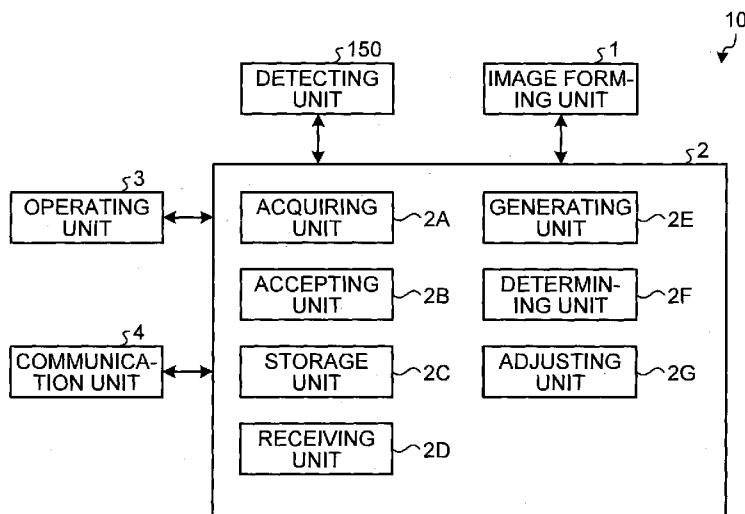 10
150
DETECTING
UNIT
1
IMAGE FORM-
ING UNIT
2
3
OPERATING
UNIT
4
COMMUNICA-
TION UNIT
ACQUIRING
UNIT
2A
ACCEPTING
UNIT
2B
STORAGE
UNIT
2C
RECEIVING
UNIT
2D
GENERATING
UNIT
2E
DETERMIN-
ING UNIT
2F
ADJUSTING
UNIT
2G